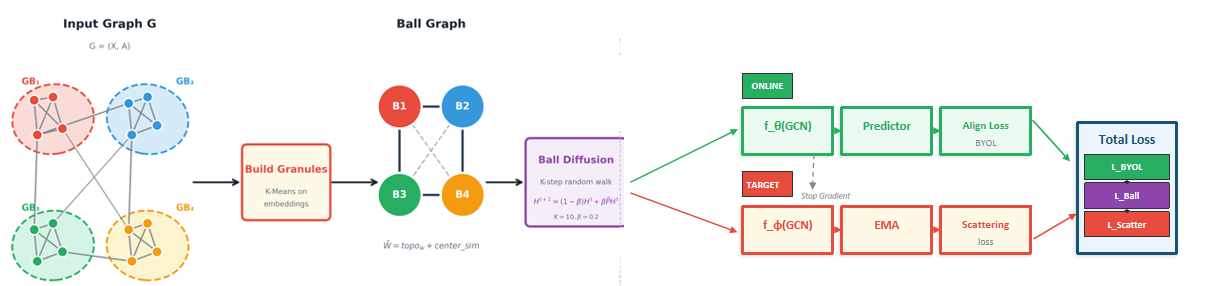 Input Graph G
G = (X, A)
GB₁
GB₂
GB₃
GB₄
Build Granules
K-Means on
embeddings
Ball Graph
B1
B2
B3
B4
W̃ = topo_w + center_sim
Ball Diffusion
K-step random walk
H^{t+1} = (1 − β)H^t + βP̃H^t
K = 10, β = 0.2
ONLINE
f_θ(GCN)
Predictor
Align Loss
BYOL
TARGET
Stop Gradient
f_ϕ(GCN)
EMA
Scattering
loss
Total Loss
L_BYOL
L_Ball
L_Scatter